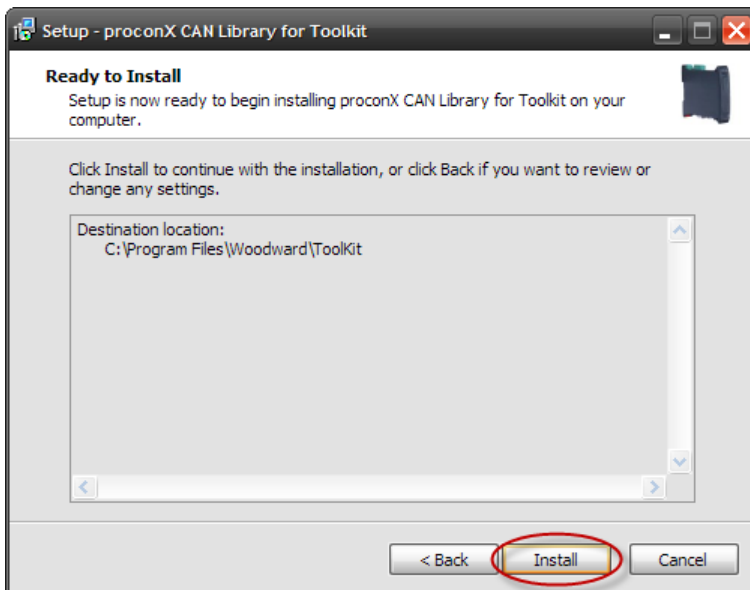 Setup - proconX CAN Library for Toolkit
Ready to Install
Setup is now ready to begin installing proconX CAN Library for Toolkit on your
computer.
Click Install to continue with the installation, or click Back if you want to review or
change any settings.
Destination location:
C:\Program Files\Woodward\ToolKit
< Back
Install
Cancel